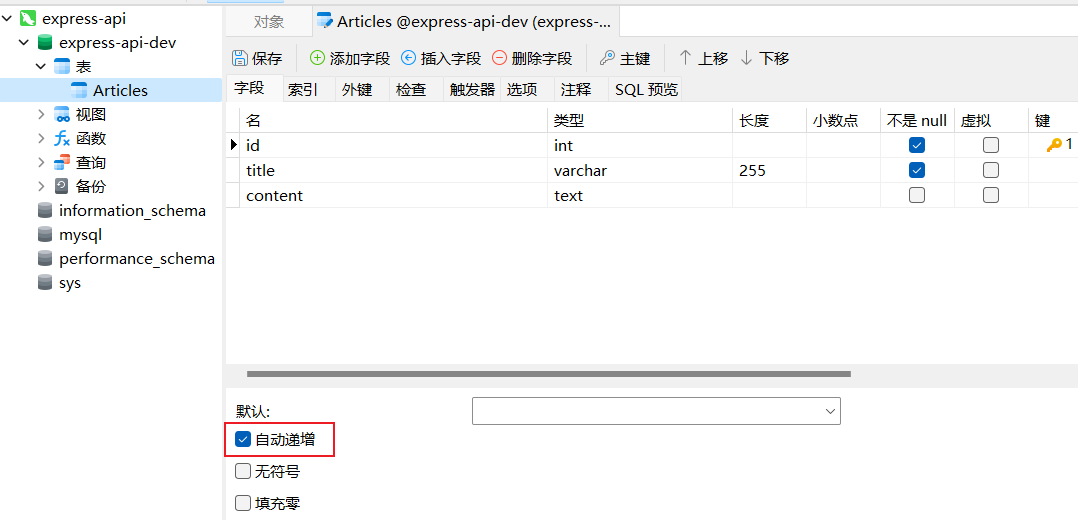 express-api
express-api-dev
表
Articles
视图
函数
查询
备份
information_schema
mysql
performance_schema
sys
对象 Articles @express-api-dev (express-...
保存 添加字段 插入字段 删除字段 主键 上移 下移
字段 索引 外键 检查 触发器 选项 注释 SQL 预览
名 类型 长度 小数点 不是 null 虚拟 键
id int 1
title varchar 255
content text
默认:
自动递增
无符号
填充零